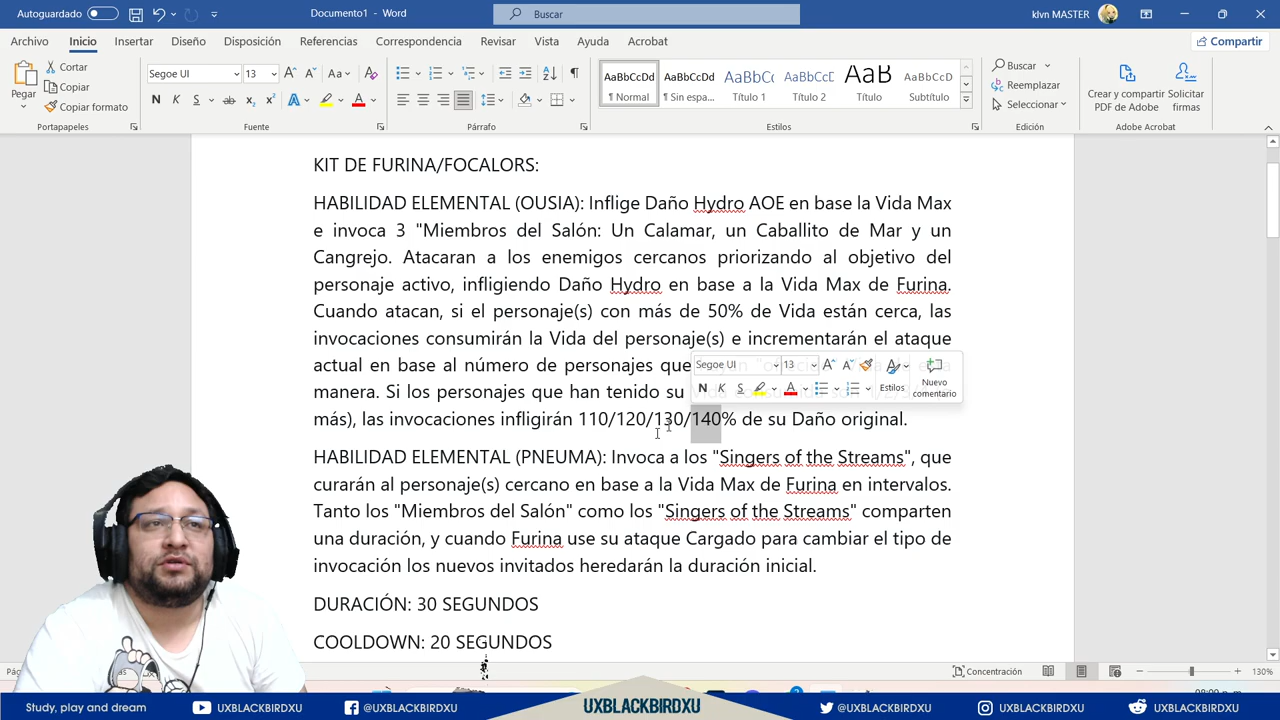 Autoguardado
Documento1 - Word
Buscar
klvn MASTER
Archivo Inicio Insertar Diseño Disposición Referencias Correspondencia Revisar Vista Ayuda Acrobat
Compartir
Pegar
Cortar
Copiar
Copiar formato
Segoe UI 13
AaBbCcDd AaBbCcDd AaBbCc AaBbCcD AaB AaBbCcD
¶ Normal ¶ Sin espa... Título 1 Título 2 Título Subtítulo
Buscar
Reemplazar
Seleccionar
Crear y compartir PDF de Adobe
Solicitar firmas
Portapapeles Fuente Párrafo Estilos Edición Adobe Acrobat
KIT DE FURINA/FOCALORS:
HABILIDAD ELEMENTAL (OUSIA): Inflige Daño Hydro AOE en base la Vida Max
e invoca 3 "Miembros del Salón: Un Calamar, un Caballito de Mar y un
Cangrejo. Atacaran a los enemigos cercanos priorizando al objetivo del
personaje activo, infligiendo Daño Hydro en base a la Vida Max de Furina.
Cuando atacan, si el personaje(s) con más de 50% de Vida están cerca, las
invocaciones consumirán la Vida del personaje(s) e incrementarán el ataque
actual en base al número de personajes que
manera. Si los personajes que han tenido su
más), las invocaciones infligirán 110/120/130/140% de su Daño original.
Segoe UI 13
Estilos
Nuevo comentario
HABILIDAD ELEMENTAL (PNEUMA): Invoca a los "Singers of the Streams", que
curarán al personaje(s) cercano en base a la Vida Max de Furina en intervalos.
Tanto los "Miembros del Salón" como los "Singers of the Streams" comparten
una duración, y cuando Furina use su ataque Cargado para cambiar el tipo de
invocación los nuevos invitados heredarán la duración inicial.
DURACIÓN: 30 SEGUNDOS
COOLDOWN: 20 SEGUNDOS
Concentración
130%
Study, play and dream
UXBLACKBIRDXU
@UXBLACKBIRDXU
UXBLACKBIRDXU
@UXBLACKBIRDXU
UXBLACKBIRDXU
UXBLACKBIRDXU